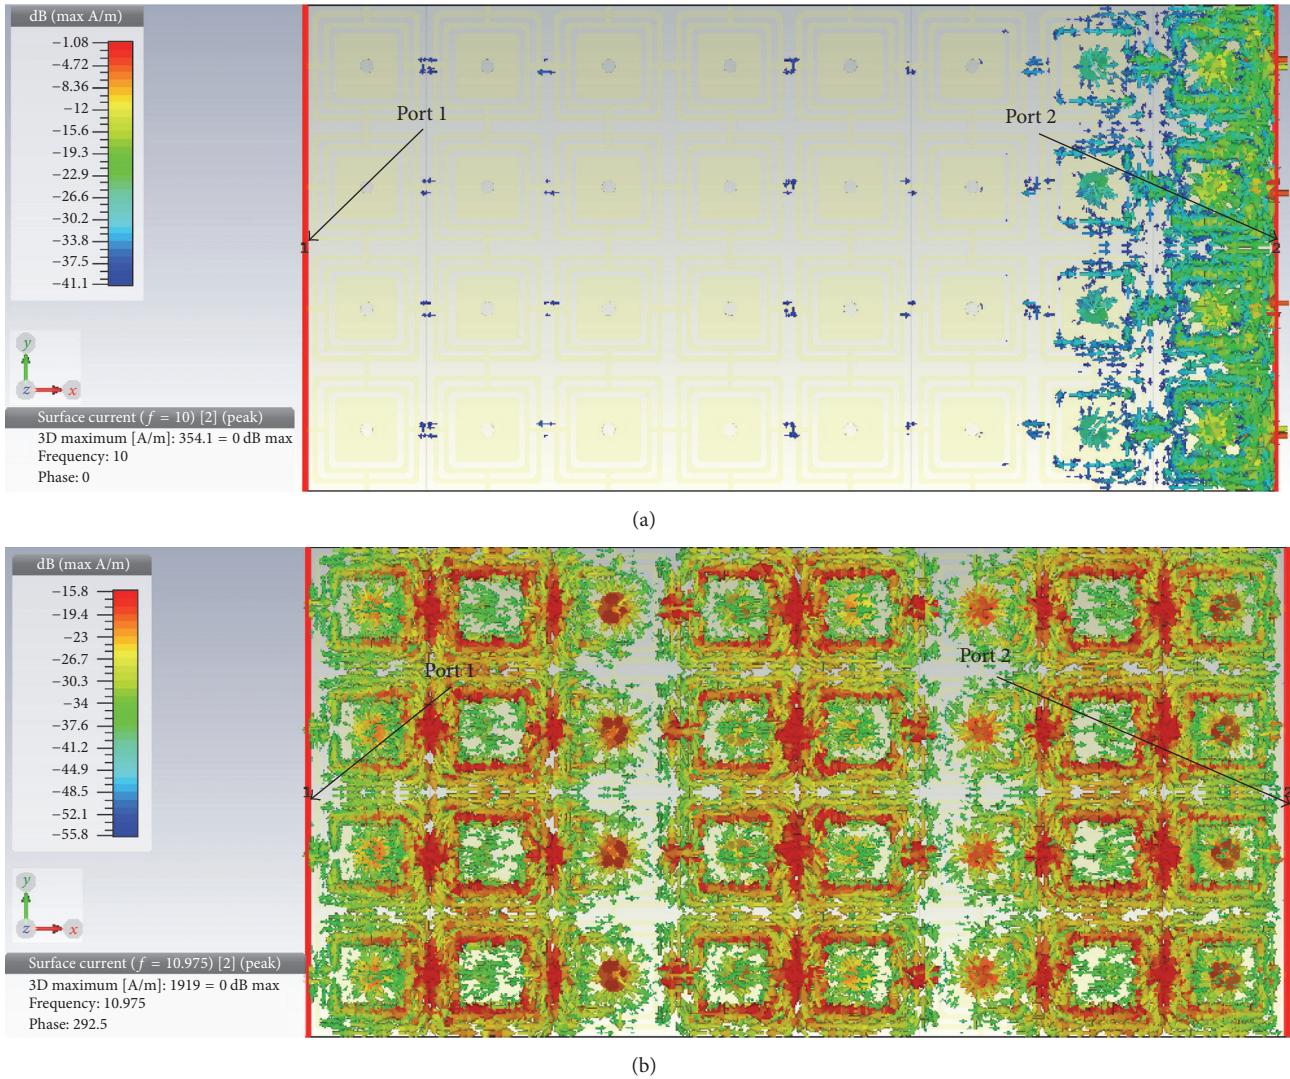 dB (max A/m)
−1.08
−4.72
−8.36
−12
−15.6
−19.3
−22.9
−26.6
−30.2
−33.8
−37.5
−41.1
y
z
x
Surface current (f = 10) [2] (peak)
3D maximum [A/m]: 354.1 = 0 dB max
Frequency: 10
Phase: 0
Port 1
Port 2
1
2
(a)
dB (max A/m)
−15.8
−19.4
−23
−26.7
−30.3
−34
−37.6
−41.2
−44.9
−48.5
−52.1
−55.8
y
z
x
Surface current (f = 10.975) [2] (peak)
3D maximum [A/m]: 1919 = 0 dB max
Frequency: 10.975
Phase: 292.5
Port 1
Port 2
1
2
(b)